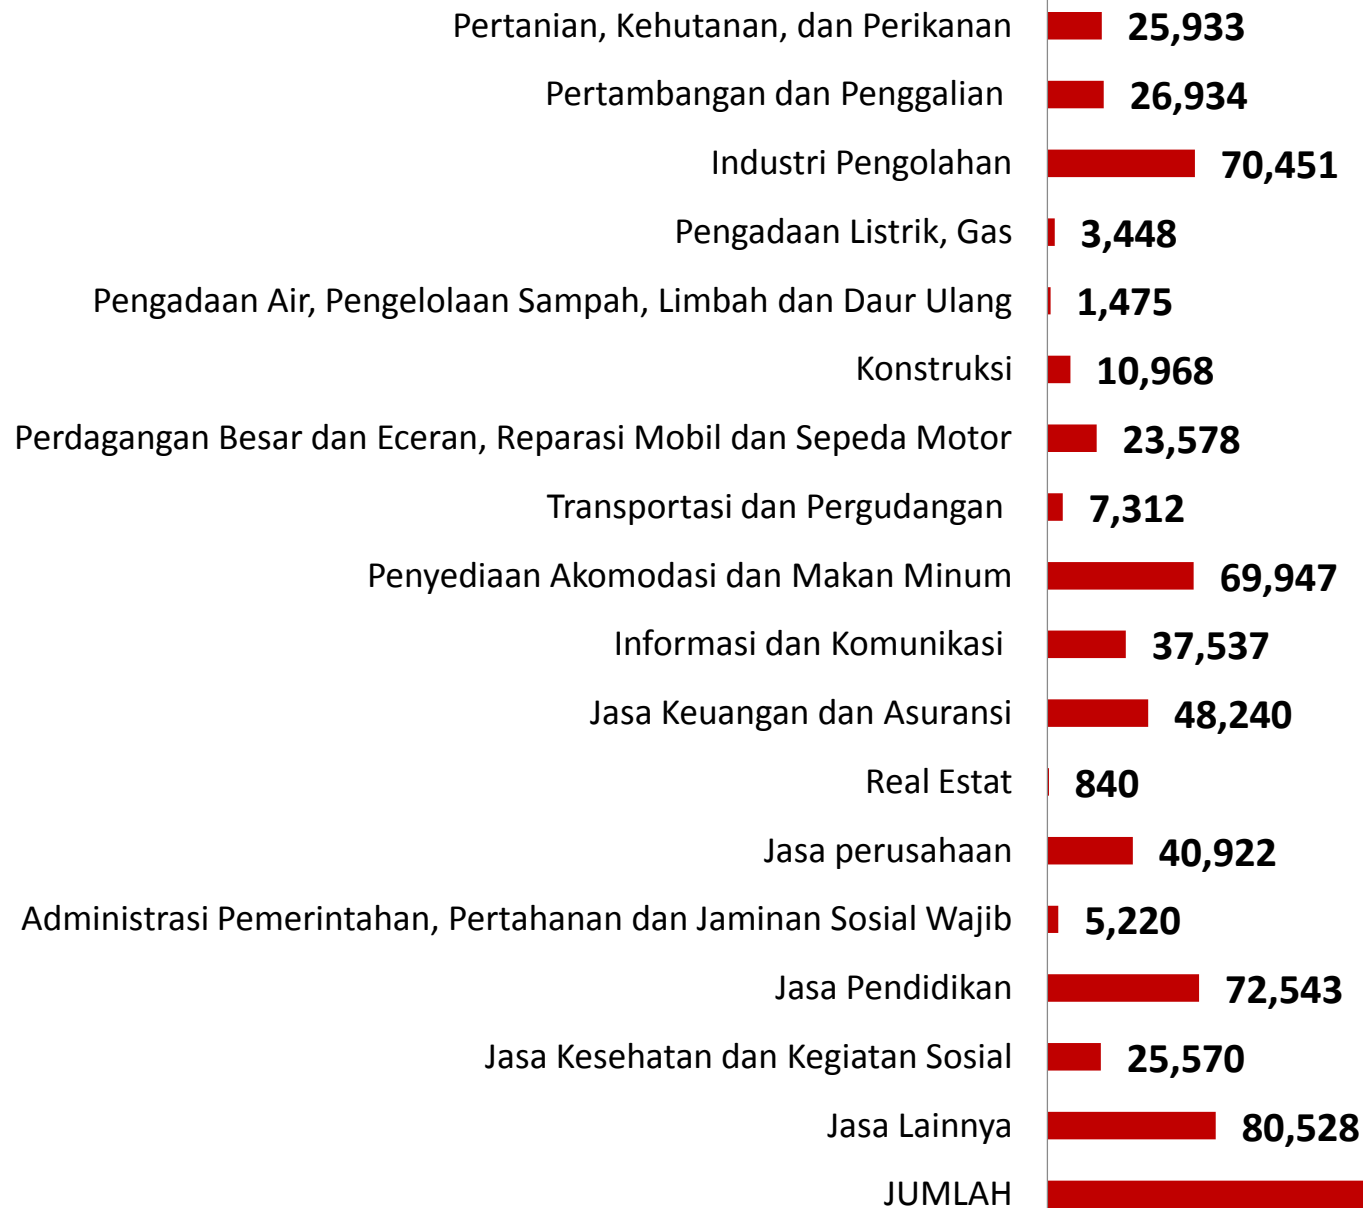 Pertanian, Kehutanan, dan Perikanan 25,933
Pertambangan dan Penggalian 26,934
Industri Pengolahan 70,451
Pengadaan Listrik, Gas 3,448
Pengadaan Air, Pengelolaan Sampah, Limbah dan Daur Ulang 1,475
Konstruksi 10,968
Perdagangan Besar dan Eceran, Reparasi Mobil dan Sepeda Motor 23,578
Transportasi dan Pergudangan 7,312
Penyediaan Akomodasi dan Makan Minum 69,947
Informasi dan Komunikasi 37,537
Jasa Keuangan dan Asuransi 48,240
Real Estat 840
Jasa perusahaan 40,922
Administrasi Pemerintahan, Pertahanan dan Jaminan Sosial Wajib 5,220
Jasa Pendidikan 72,543
Jasa Kesehatan dan Kegiatan Sosial 25,570
Jasa Lainnya 80,528
JUMLAH